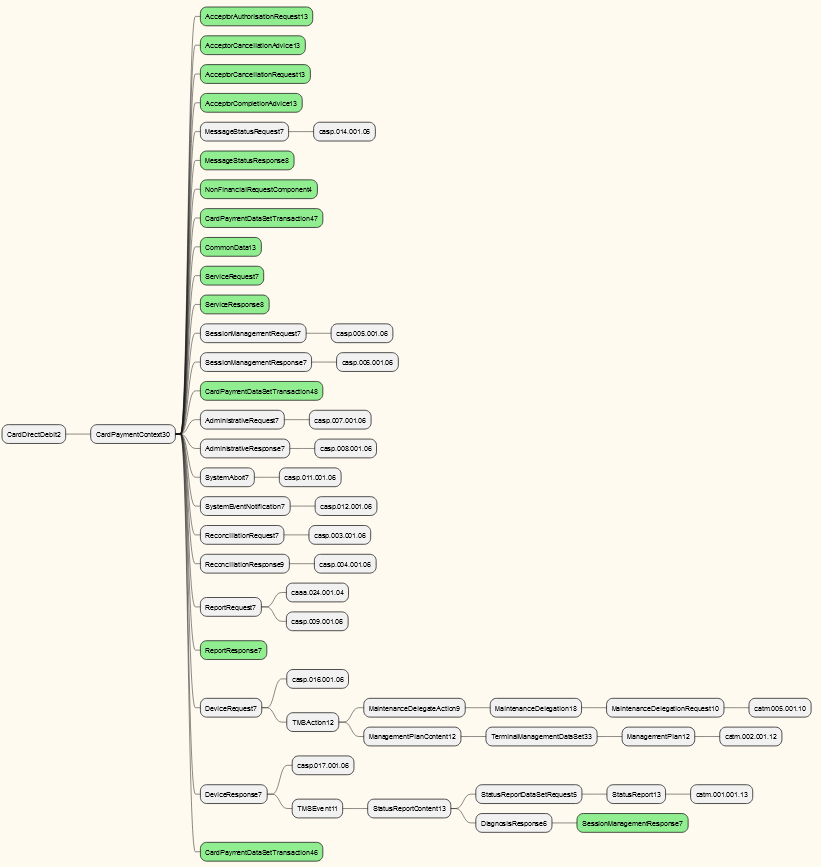 AcceptorAuthorisationRequest13
AcceptorCancellationAdvice13
AcceptorCancellationRequest13
AcceptorCompletionAdvice13
MessageStatusRequest7 casp.014.001.06
MessageStatusResponse8
NonFinancialRequestComponent4
CardPaymentDataSetTransaction47
CommonData13
ServiceRequest7
ServiceResponse8
SessionManagementRequest7 casp.005.001.06
SessionManagementResponse7 casp.006.001.06
CardPaymentDataSetTransaction48
AdministrativeRequest7 casp.007.001.06
CardDirectDebit2 CardPaymentContext30
AdministrativeResponse7 casp.008.001.06
SystemAbort7 casp.011.001.06
SystemEventNotification7 casp.012.001.06
ReconciliationRequest7 casp.003.001.06
ReconciliationResponse9 casp.004.001.06
caaa.024.001.04
ReportRequest7
casp.009.001.06
ReportResponse7
casp.016.001.06
DeviceRequest7 MaintenanceDelegateAction9 MaintenanceDelegation18 MaintenanceDelegationRequest10 catm.005.001.10
TMSAction12
ManagementPlanContent12 TerminalManagementDataSet33 ManagementPlan12 catm.002.001.12
casp.017.001.06
DeviceResponse7 StatusReportDataSetRequest5 StatusReport13 catm.001.001.13
TMSEvent11 StatusReportContent13
DiagnosisResponse6 SessionManagementResponse7
CardPaymentDataSetTransaction46